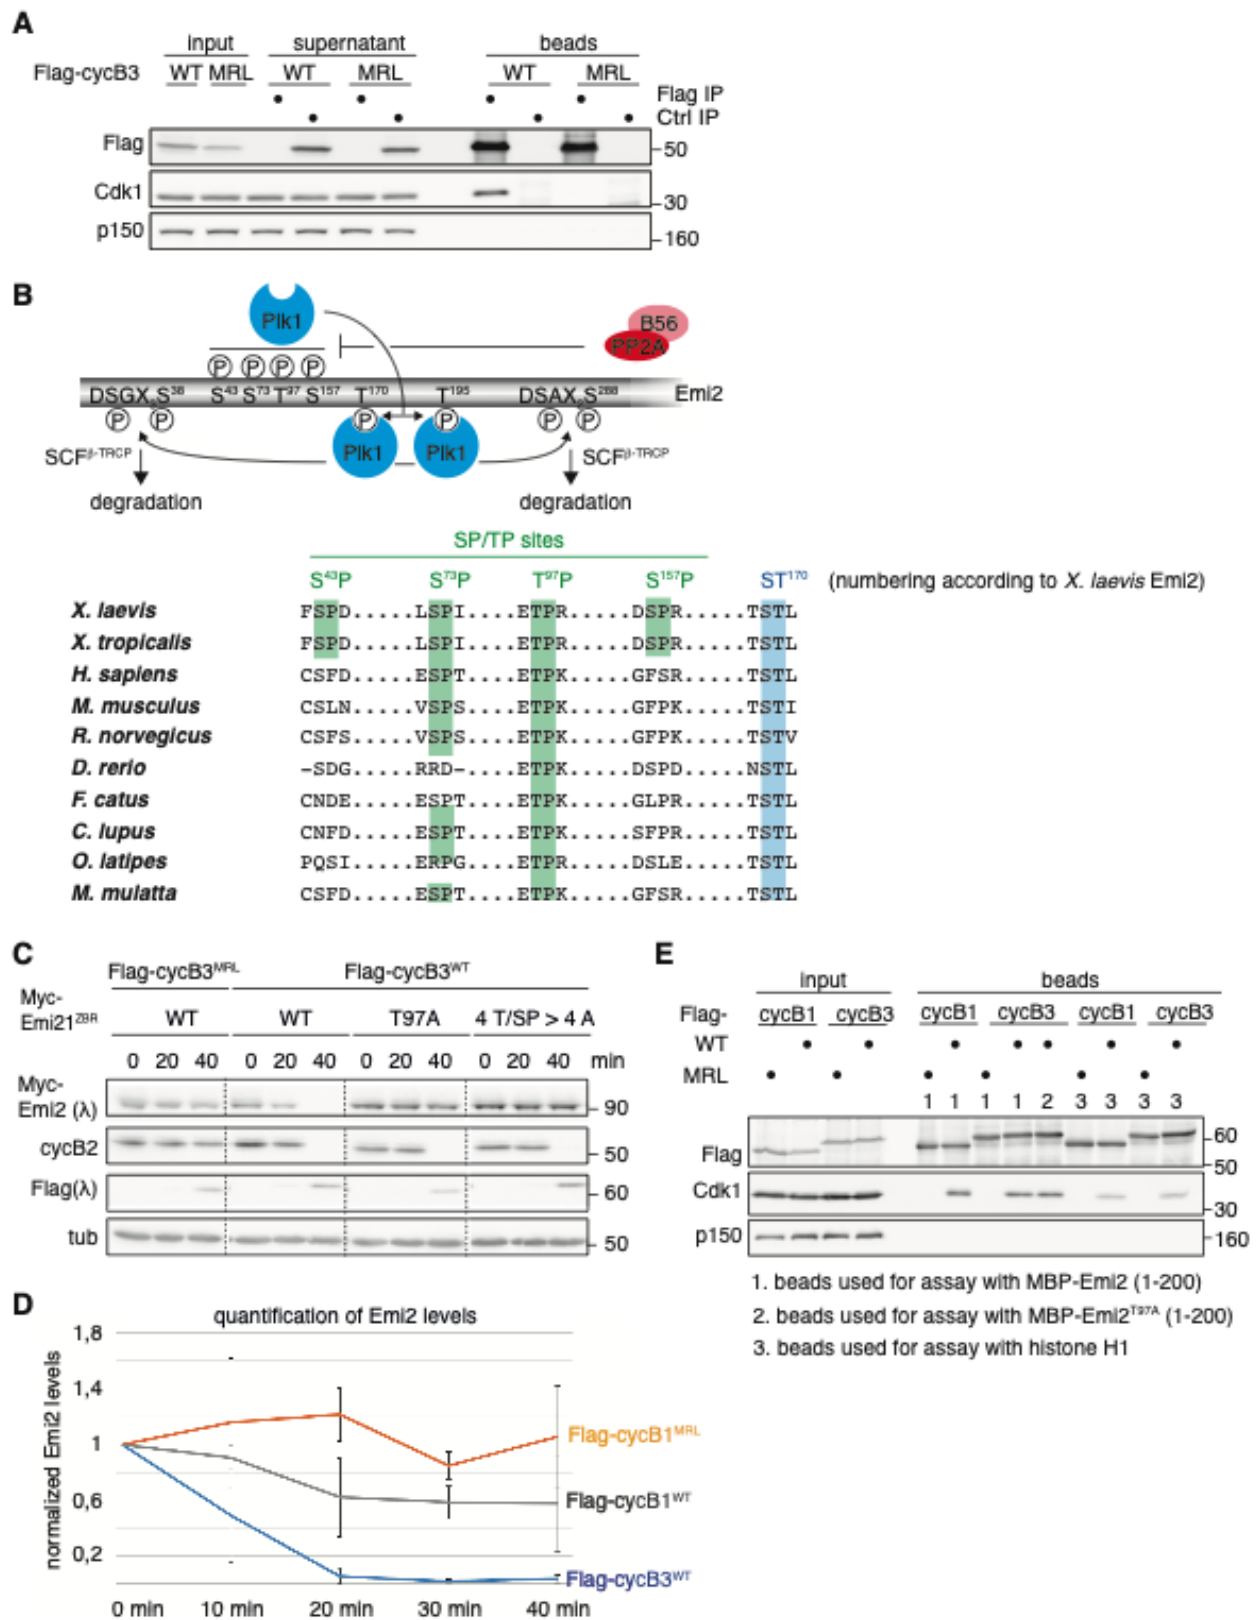 A
input supernatant beads
Flag-cycB3 WT MRL WT MRL WT MRL
Flag IP
Ctrl IP
Flag 50
Cdk1 30
p150 160
B
Plk1
B56
PP2A
P P P P
DSGX S³⁸ S⁴³ S⁷³ T⁹⁷ S¹⁵⁷ T¹⁷⁰ T¹⁹⁵ DSAX S²⁸⁸ Emi2
P P P P P P
Plk1 Plk1
SCFβ-TRCP SCFβ-TRCP
degradation degradation
SP/TP sites
S⁴³P S⁷³P T⁹⁷P S¹⁵⁷P ST¹⁷⁰ (numbering according to X. laevis Emi2)
X. laevis FSPD.....LSPI....ETPR.....DSPR.....TSTL
X. tropicalis FSPD.....LSPI....ETPR.....DSPR.....TSTL
H. sapiens CSFD.....ESPT....ETPK.....GFSR.....TSTL
M. musculus CSLN.....VSPS....ETPK.....GFPK.....TSTI
R. norvegicus CSFS.....VSPS....ETPK.....GFPK.....TSTV
D. rerio -SDG.....RRD-....ETPK.....DSPD.....NSTL
F. catus CNDE.....ESPT....ETPK.....GLPR.....TSTL
C. lupus CNFD.....ESPT....ETPK.....SFPR.....TSTL
O. latipes PQSI.....ERPG....ETPR.....DSLE.....TSTL
M. mulatta CSFD.....ESPT....ETPK.....GFSR.....TSTL
C
Flag-cycB3ᴹᴿᴸ Flag-cycB3ᵂᵀ
Myc-
Emi21ᶻᴮᴿ WT WT T97A 4 T/SP > 4 A
0 20 40 0 20 40 0 20 40 0 20 40 min
Myc-
Emi2 (λ) 90
cycB2 50
Flag(λ) 60
tub 50
D
quantification of Emi2 levels
normalized Emi2 levels
1,8
1,4
1
0,6
0,2
Flag-cycB1ᴹᴿᴸ
Flag-cycB1ᵂᵀ
Flag-cycB3ᵂᵀ
0 min 10 min 20 min 30 min 40 min
E
input beads
Flag- cycB1 cycB3 cycB1 cycB3 cycB1 cycB3
WT
MRL
1 1 1 1 2 3 3 3 3
Flag 60
50
Cdk1 30
p150 160
1. beads used for assay with MBP-Emi2 (1-200)
2. beads used for assay with MBP-Emi2ᵀ⁹⁷ᴬ (1-200)
3. beads used for assay with histone H1